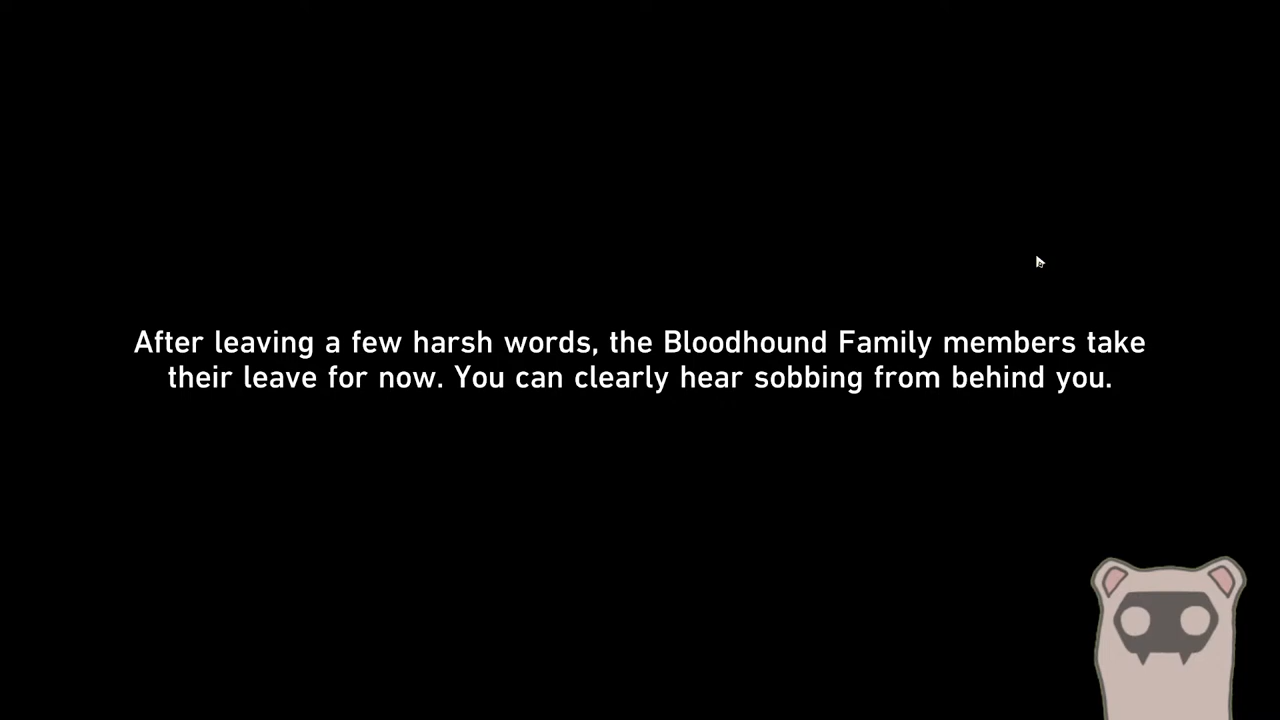 After leaving a few harsh words, the Bloodhound Family members take
their leave for now. You can clearly hear sobbing from behind you.